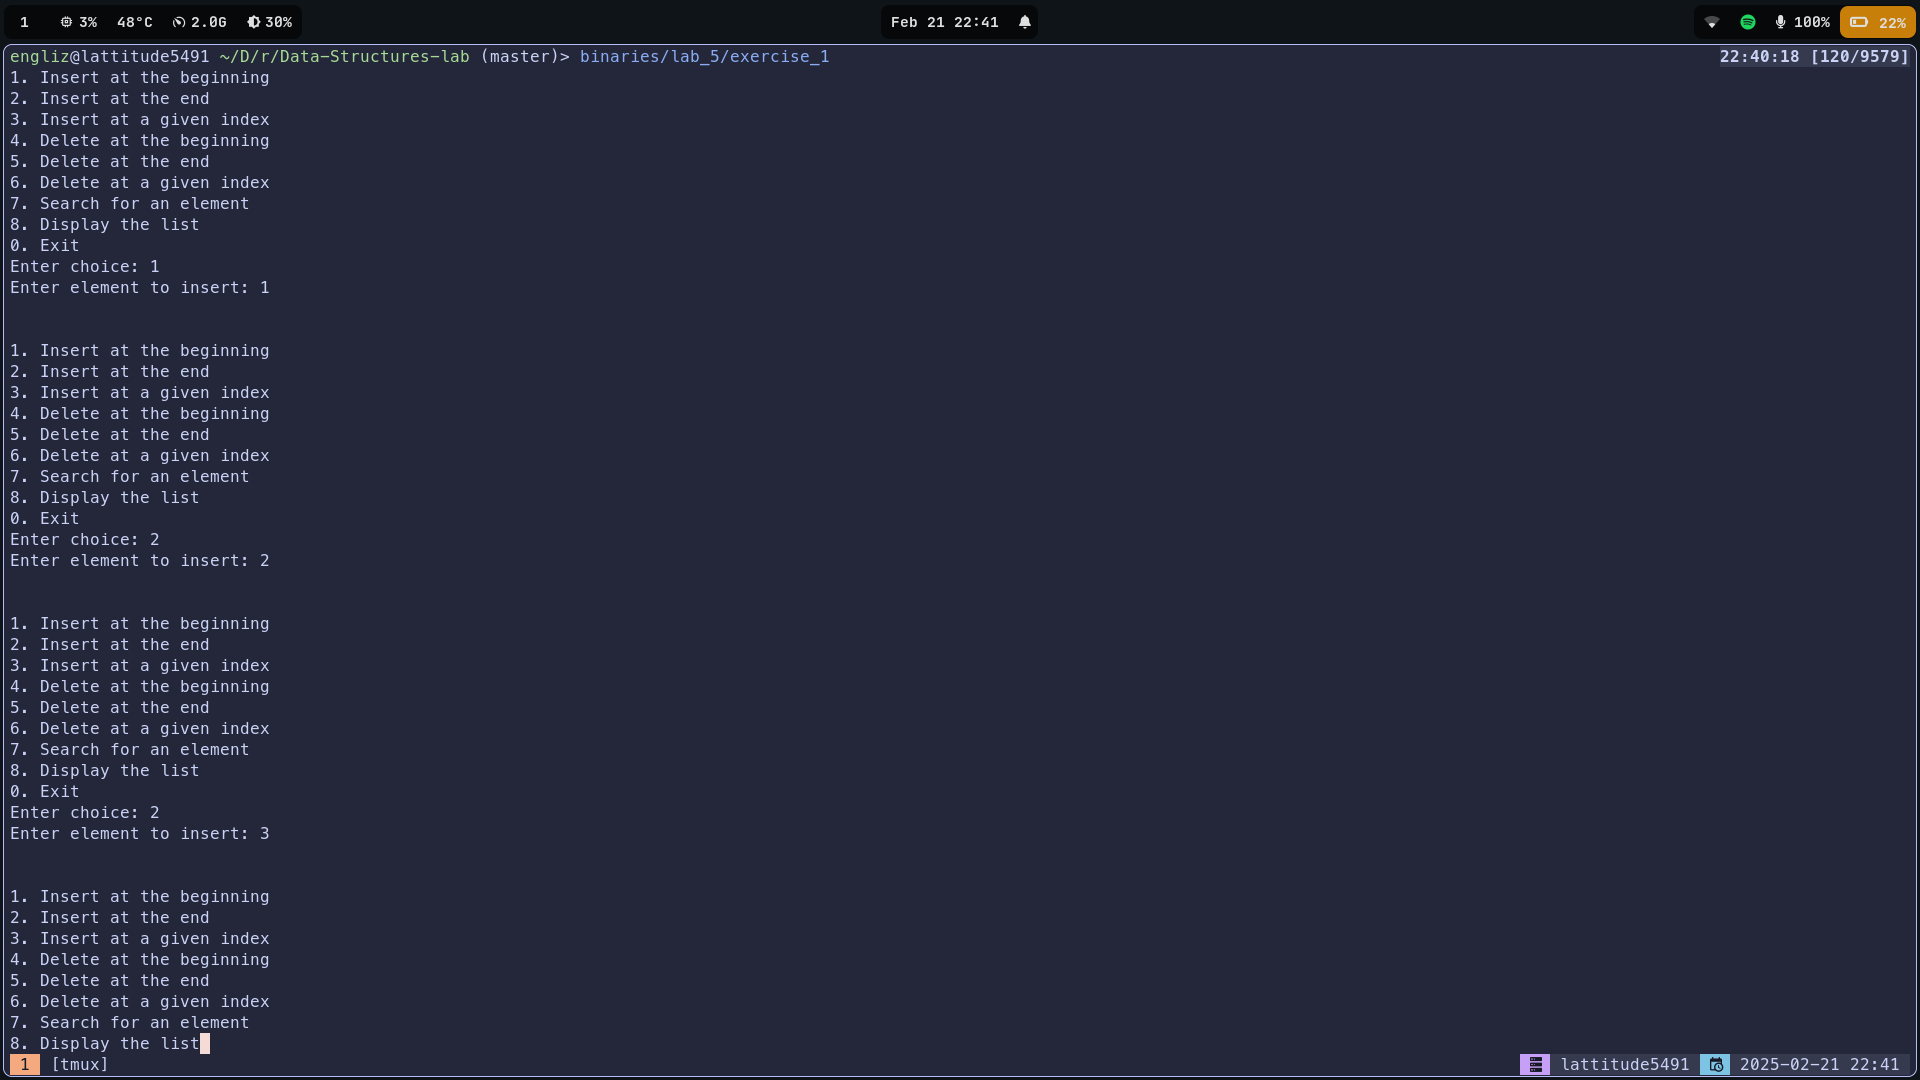 1 3% 48°C 2.0G 30% Feb 21 22:41 100% 22%
engliz@lattitude5491 ~/D/r/Data-Structures-lab (master)> binaries/lab_5/exercise_1 22:40:18 [120/9579]
1. Insert at the beginning
2. Insert at the end
3. Insert at a given index
4. Delete at the beginning
5. Delete at the end
6. Delete at a given index
7. Search for an element
8. Display the list
0. Exit
Enter choice: 1
Enter element to insert: 1
1. Insert at the beginning
2. Insert at the end
3. Insert at a given index
4. Delete at the beginning
5. Delete at the end
6. Delete at a given index
7. Search for an element
8. Display the list
0. Exit
Enter choice: 2
Enter element to insert: 2
1. Insert at the beginning
2. Insert at the end
3. Insert at a given index
4. Delete at the beginning
5. Delete at the end
6. Delete at a given index
7. Search for an element
8. Display the list
0. Exit
Enter choice: 2
Enter element to insert: 3
1. Insert at the beginning
2. Insert at the end
3. Insert at a given index
4. Delete at the beginning
5. Delete at the end
6. Delete at a given index
7. Search for an element
8. Display the list
1 [tmux] lattitude5491 2025-02-21 22:41